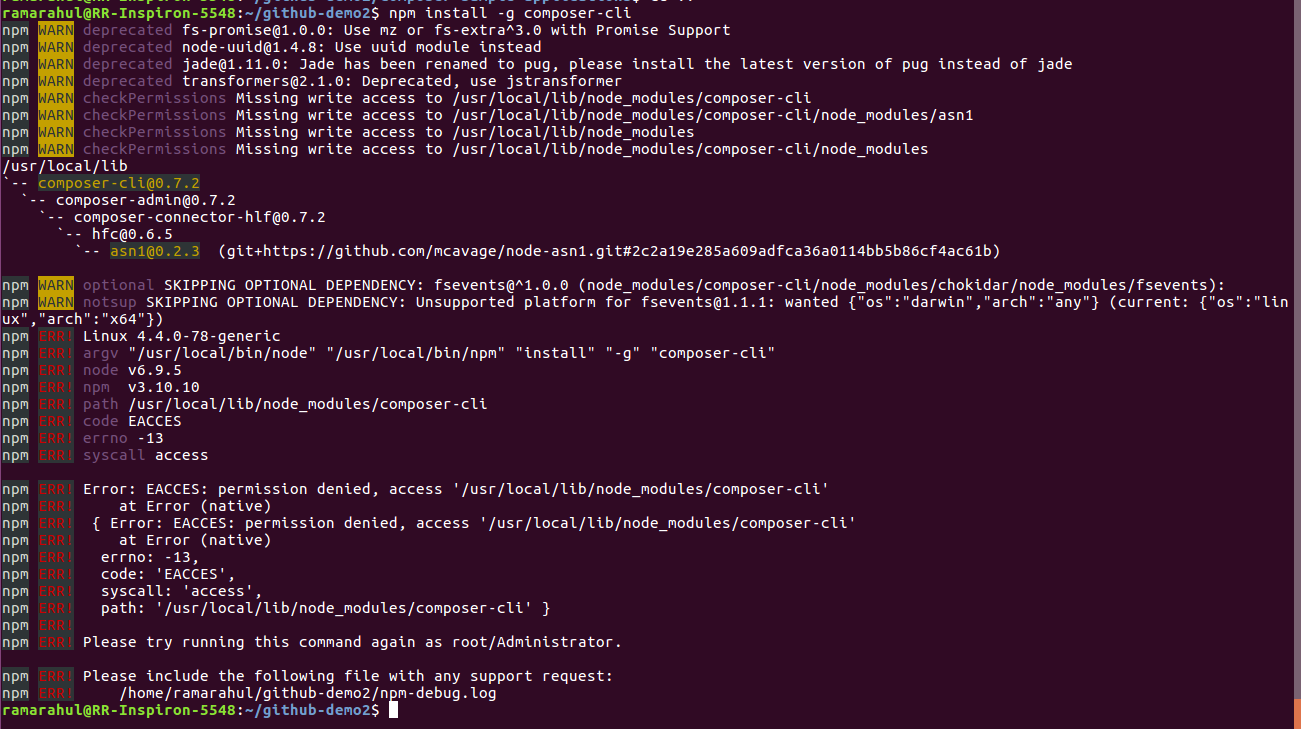 ramarahul@RR-Inspiron-5548:~/github-demo2$ npm install -g composer-cli
npm WARN deprecated fs-promise@1.0.0: Use mz or fs-extra^3.0 with Promise Support
npm WARN deprecated node-uuid@1.4.8: Use uuid module instead
npm WARN deprecated jade@1.11.0: Jade has been renamed to pug, please install the latest version of pug instead of jade
npm WARN deprecated transformers@2.1.0: Deprecated, use jstransformer
npm WARN checkPermissions Missing write access to /usr/local/lib/node_modules/composer-cli
npm WARN checkPermissions Missing write access to /usr/local/lib/node_modules/composer-cli/node_modules/asn1
npm WARN checkPermissions Missing write access to /usr/local/lib/node_modules
npm WARN checkPermissions Missing write access to /usr/local/lib/node_modules/composer-cli/node_modules
/usr/local/lib
`-- composer-cli@0.7.2
  `-- composer-admin@0.7.2
    `-- composer-connector-hlf@0.7.2
      `-- hfc@0.6.5
        `-- asn1@0.2.3  (git+https://github.com/mcavage/node-asn1.git#2c2a19e285a609adfca36a0114bb5b86cf4ac61b)
npm WARN optional SKIPPING OPTIONAL DEPENDENCY: fsevents@^1.0.0 (node_modules/composer-cli/node_modules/chokidar/node_modules/fsevents):
npm WARN notsup SKIPPING OPTIONAL DEPENDENCY: Unsupported platform for fsevents@1.1.1: wanted {"os":"darwin","arch":"any"} (current: {"os":"lin
ux","arch":"x64"})
npm ERR! Linux 4.4.0-78-generic
npm ERR! argv "/usr/local/bin/node" "/usr/local/bin/npm" "install" "-g" "composer-cli"
npm ERR! node v6.9.5
npm ERR! npm  v3.10.10
npm ERR! path /usr/local/lib/node_modules/composer-cli
npm ERR! code EACCES
npm ERR! errno -13
npm ERR! syscall access
npm ERR! Error: EACCES: permission denied, access '/usr/local/lib/node_modules/composer-cli'
npm ERR!     at Error (native)
npm ERR!  { Error: EACCES: permission denied, access '/usr/local/lib/node_modules/composer-cli'
npm ERR!     at Error (native)
npm ERR!   errno: -13,
npm ERR!   code: 'EACCES',
npm ERR!   syscall: 'access',
npm ERR!   path: '/usr/local/lib/node_modules/composer-cli' }
npm ERR!
npm ERR! Please try running this command again as root/Administrator.
npm ERR! Please include the following file with any support request:
npm ERR!     /home/ramarahul/github-demo2/npm-debug.log
ramarahul@RR-Inspiron-5548:~/github-demo2$